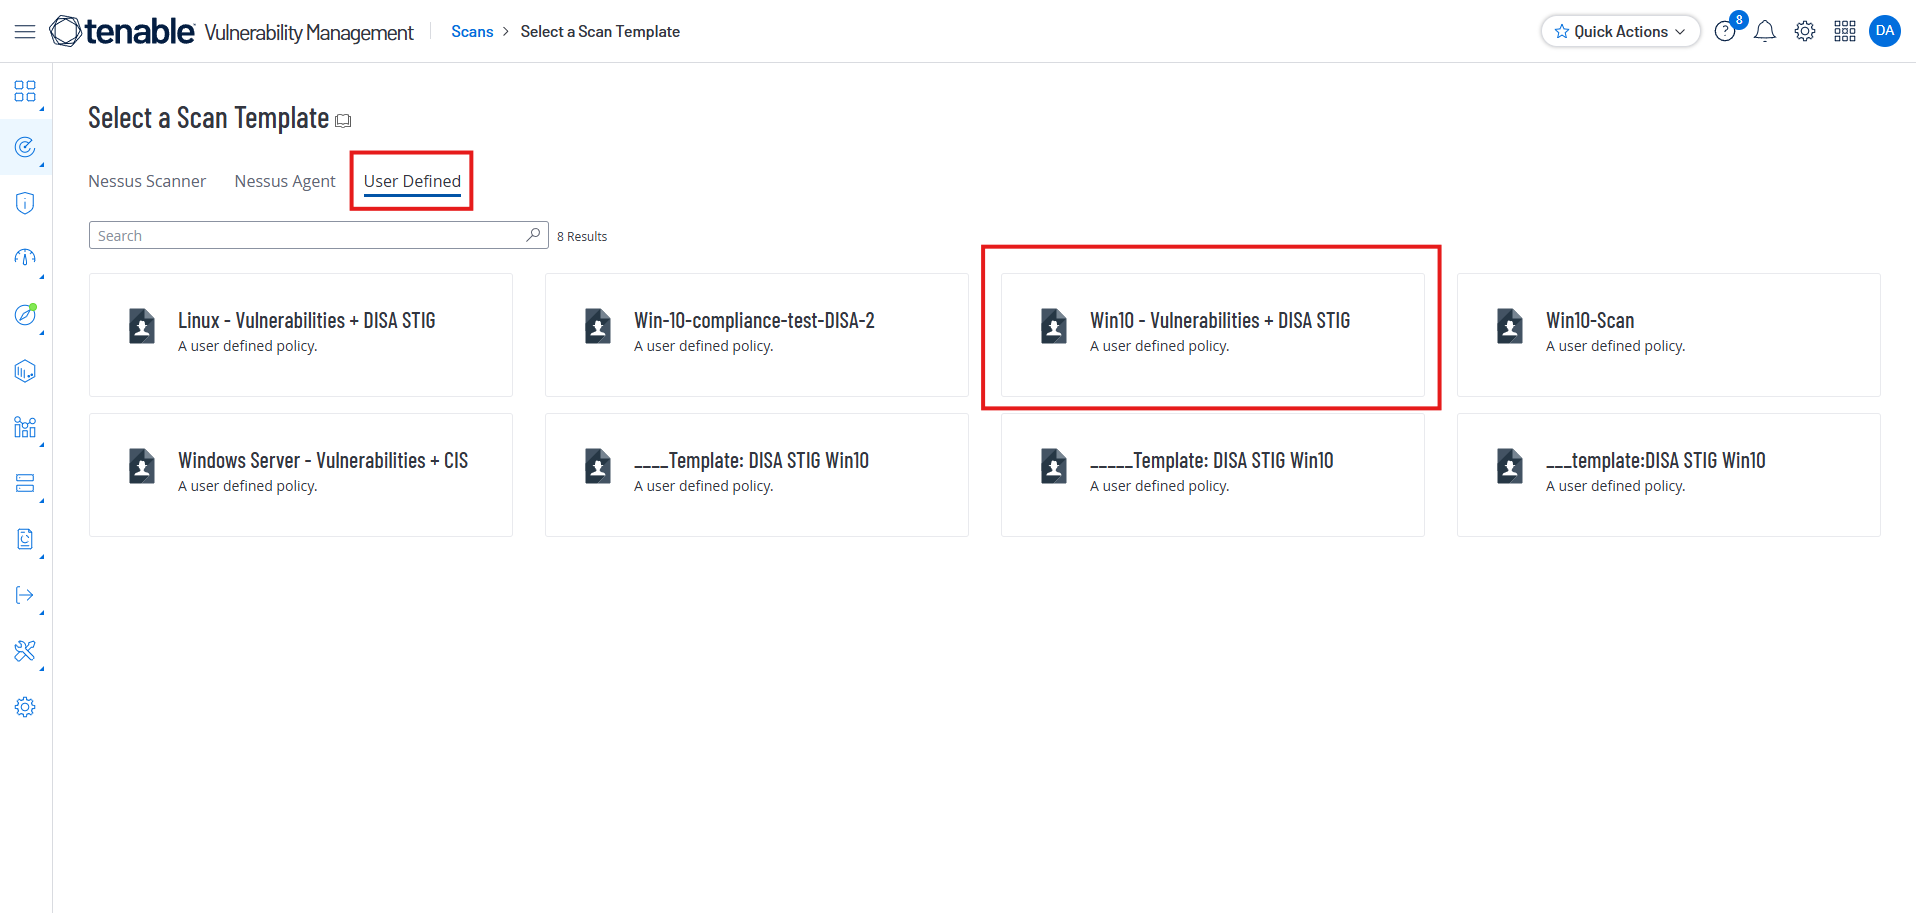 tenable Vulnerability Management Scans > Select a Scan Template Quick Actions 8 DA
Select a Scan Template
Nessus Scanner Nessus Agent User Defined
Search 8 Results
Linux - Vulnerabilities + DISA STIG
A user defined policy.
Win-10-compliance-test-DISA-2
A user defined policy.
Win10 - Vulnerabilities + DISA STIG
A user defined policy.
Win10-Scan
A user defined policy.
Windows Server - Vulnerabilities + CIS
A user defined policy.
____Template: DISA STIG Win10
A user defined policy.
_____Template: DISA STIG Win10
A user defined policy.
___template:DISA STIG Win10
A user defined policy.